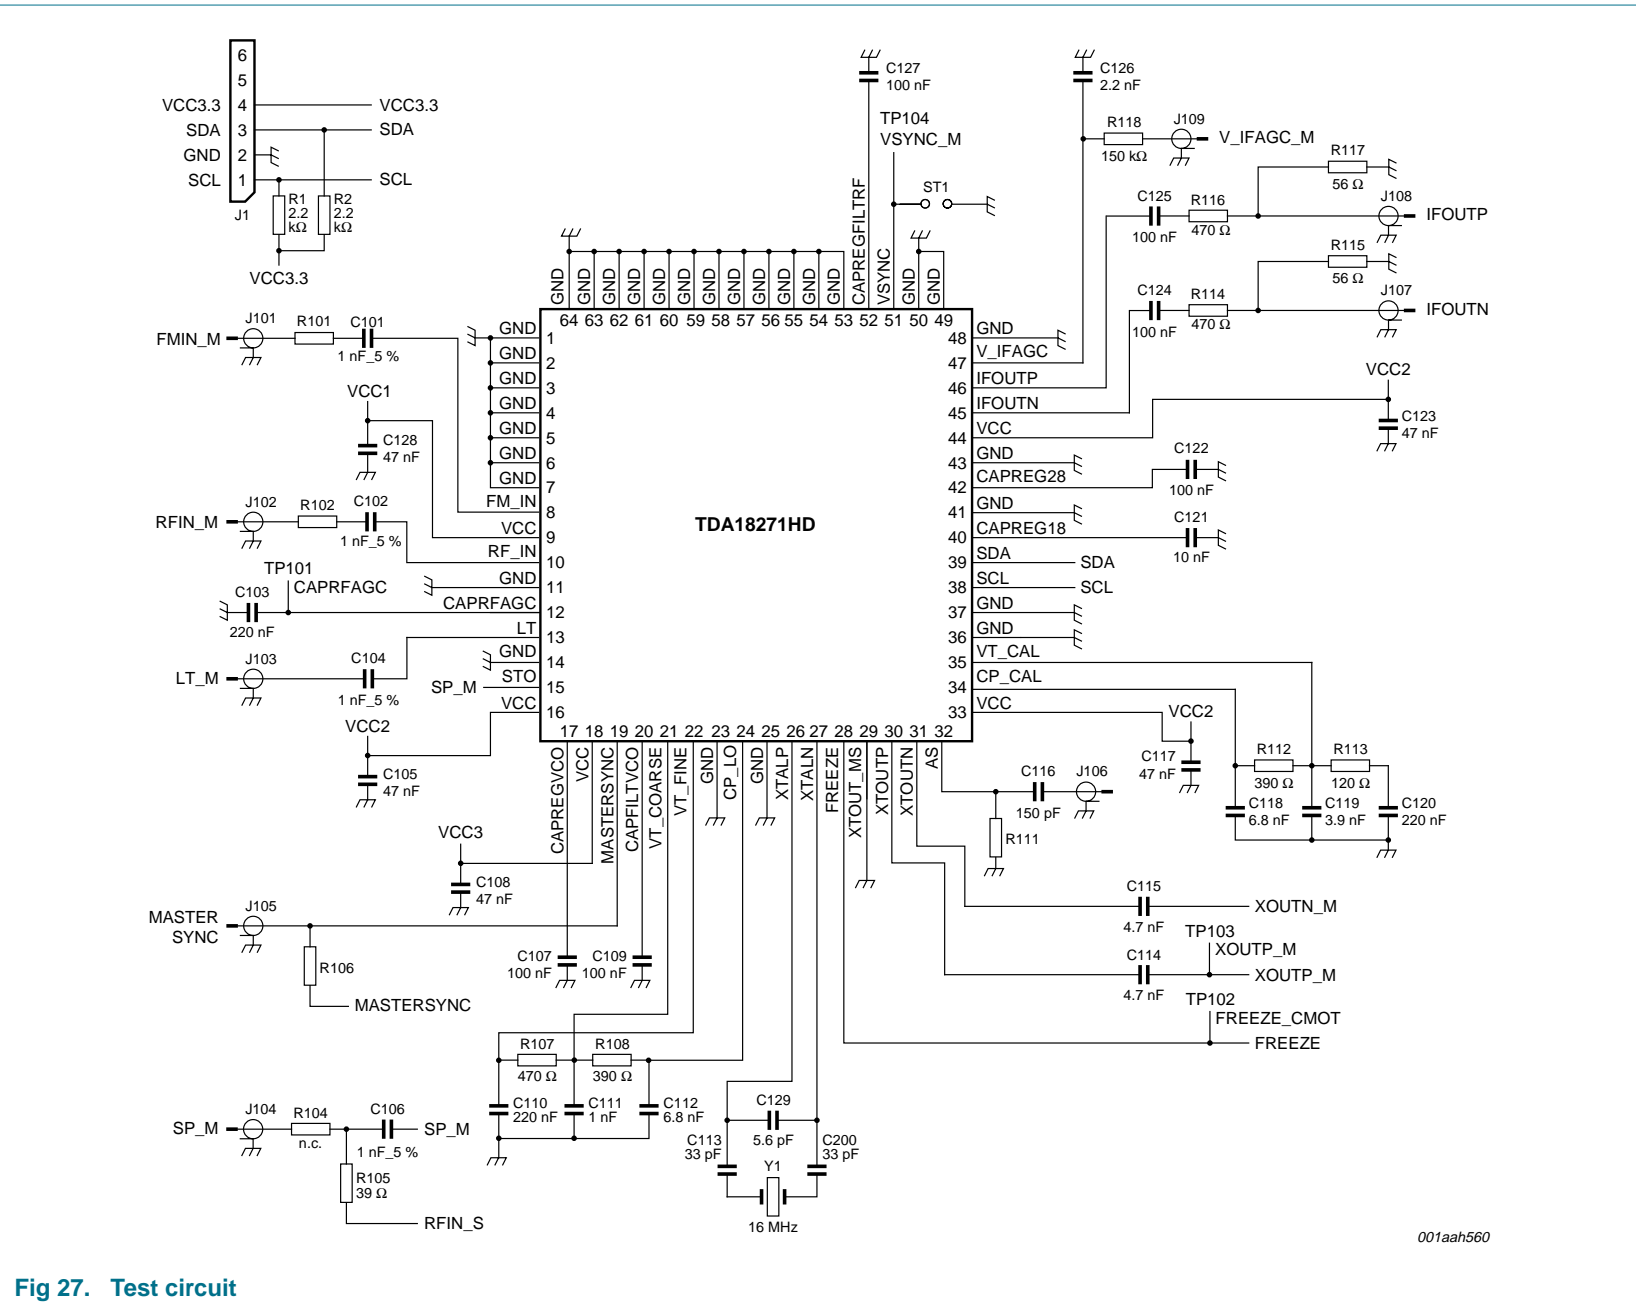 6
5
VCC3.3 4 VCC3.3
SDA 3 SDA
GND 2
SCL 1 SCL
J1
R1
2.2
kΩ
R2
2.2
kΩ
VCC3.3
C127
100 nF
TP104
VSYNC_M
ST1
C126
2.2 nF
R118
150 kΩ
J109
V_IFAGC_M
R117
56 Ω
C125
100 nF
R116
470 Ω
J108
IFOUTP
R115
56 Ω
C124
100 nF
R114
470 Ω
J107
IFOUTN
GND GND GND GND GND GND GND GND GND GND GND GND CAPREGFILTRF VSYNC GND GND
64 63 62 61 60 59 58 57 56 55 54 53 52 51 50 49
FMIN_M
J101
R101
C101
1 nF_5 %
VCC1
C128
47 nF
RFIN_M
J102
R102
C102
1 nF_5 %
TP101
CAPRFAGC
C103
220 nF
LT_M
J103
C104
1 nF_5 %
SP_M
VCC2
C105
47 nF
GND 1
GND 2
GND 3
GND 4
GND 5
GND 6
GND 7
FM_IN 8
VCC 9
RF_IN 10
GND 11
CAPRFAGC 12
LT 13
GND 14
STO 15
VCC 16
TDA18271HD
48 GND
47 V_IFAGC
46 IFOUTP
45 IFOUTN
44 VCC
43 GND
42 CAPREG28
41 GND
40 CAPREG18
39 SDA
38 SCL
37 GND
36 GND
35 VT_CAL
34 CP_CAL
33 VCC
VCC2
C123
47 nF
C122
100 nF
C121
10 nF
SDA
SCL
17 18 19 20 21 22 23 24 25 26 27 28 29 30 31 32
CAPREGVCO VCC MASTERSYNC CAPFILTVCO VT_COARSE VT_FINE GND CP_LO GND XTALP XTALN FREEZE XTOUT_MS XTOUTP XTOUTN AS
VCC2
C117
47 nF
R112
390 Ω
R113
120 Ω
C118
6.8 nF
C119
3.9 nF
C120
220 nF
C116
150 pF
J106
R111
VCC3
C108
47 nF
MASTER
SYNC
J105
R106
MASTERSYNC
C107
100 nF
C109
100 nF
C115
4.7 nF
XOUTN_M
TP103
XOUTP_M
C114
4.7 nF
XOUTP_M
TP102
FREEZE_CMOT
FREEZE
R107
470 Ω
R108
390 Ω
C110
220 nF
C111
1 nF
C112
6.8 nF
C129
5.6 pF
C113
33 pF
C200
33 pF
Y1
16 MHz
SP_M
J104
R104
n.c.
C106
1 nF_5 %
SP_M
R105
39 Ω
RFIN_S
001aah560
Fig 27. Test circuit